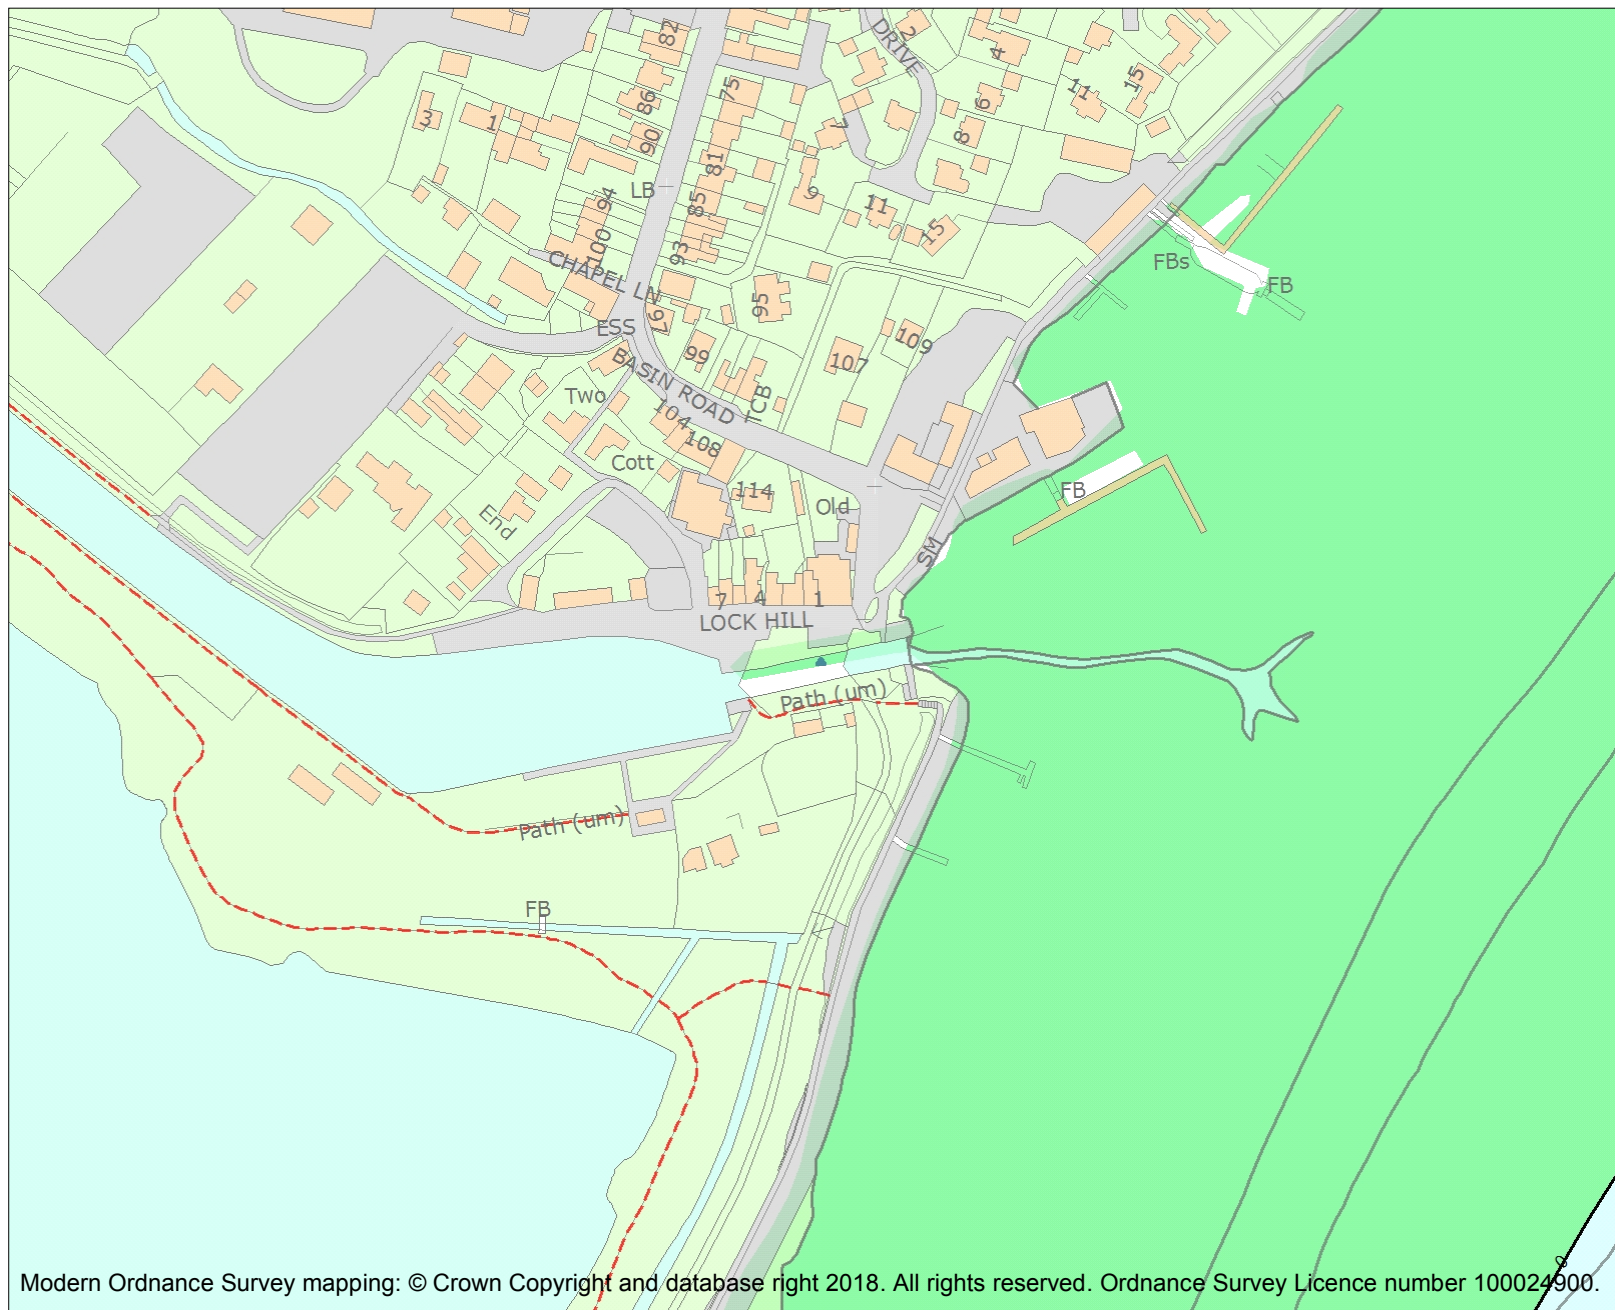 82
DRIVE
2
4
75
86
3
1
90
7
6
8
11
15
81
LB
94
85
9
11
15
100
93
CHAPEL LN
FBs
FB
95
97
ESS
99
109
107
BASIN ROAD
Two
TCB
104
108
Cott
114
Old
FB
End
SM
7
4
1
LOCK HILL
Path (um)
Path (um)
FB
Modern Ordnance Survey mapping: © Crown Copyright and database right 2018. All rights reserved. Ordnance Survey Licence number 100024900.